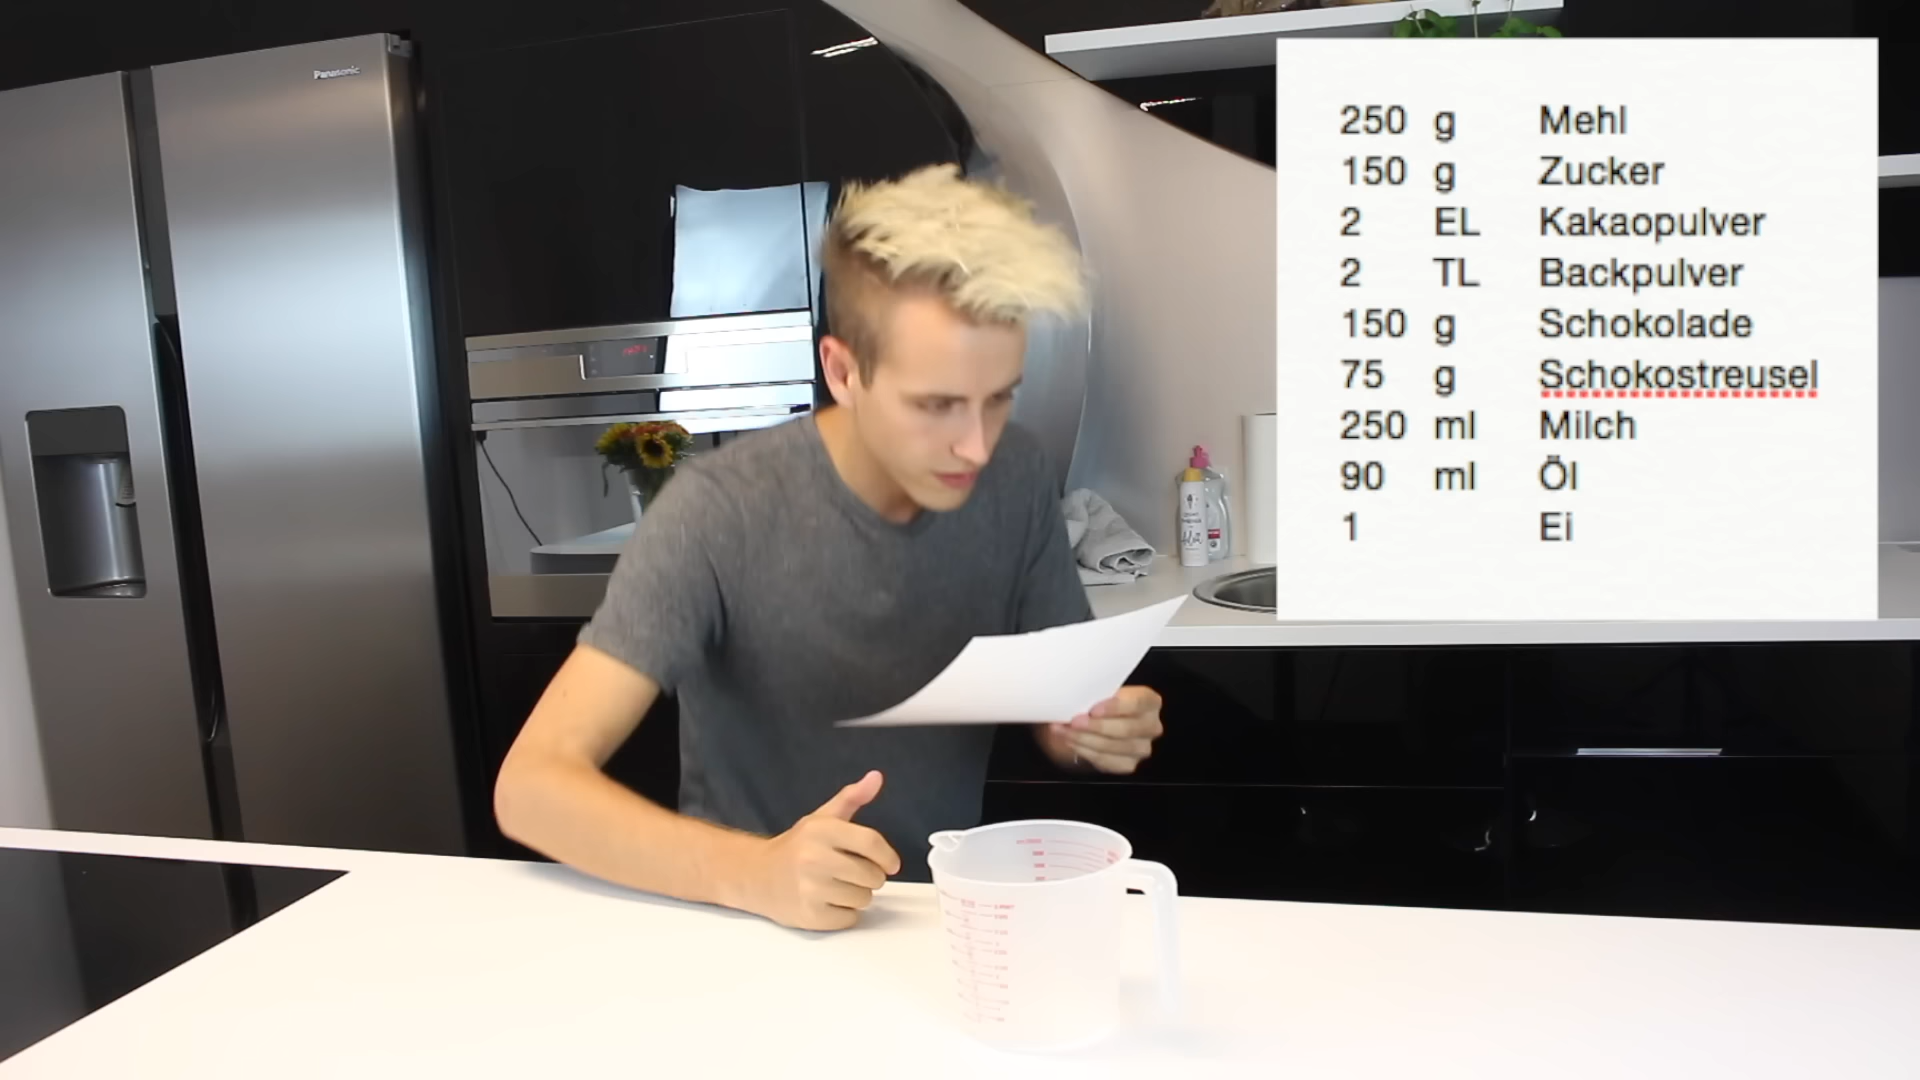 Panasonic
250 g Mehl
150 g Zucker
2 EL Kakaopulver
2 TL Backpulver
150 g Schokolade
75 g Schokostreusel
250 ml Milch
90 ml Öl
1 Ei